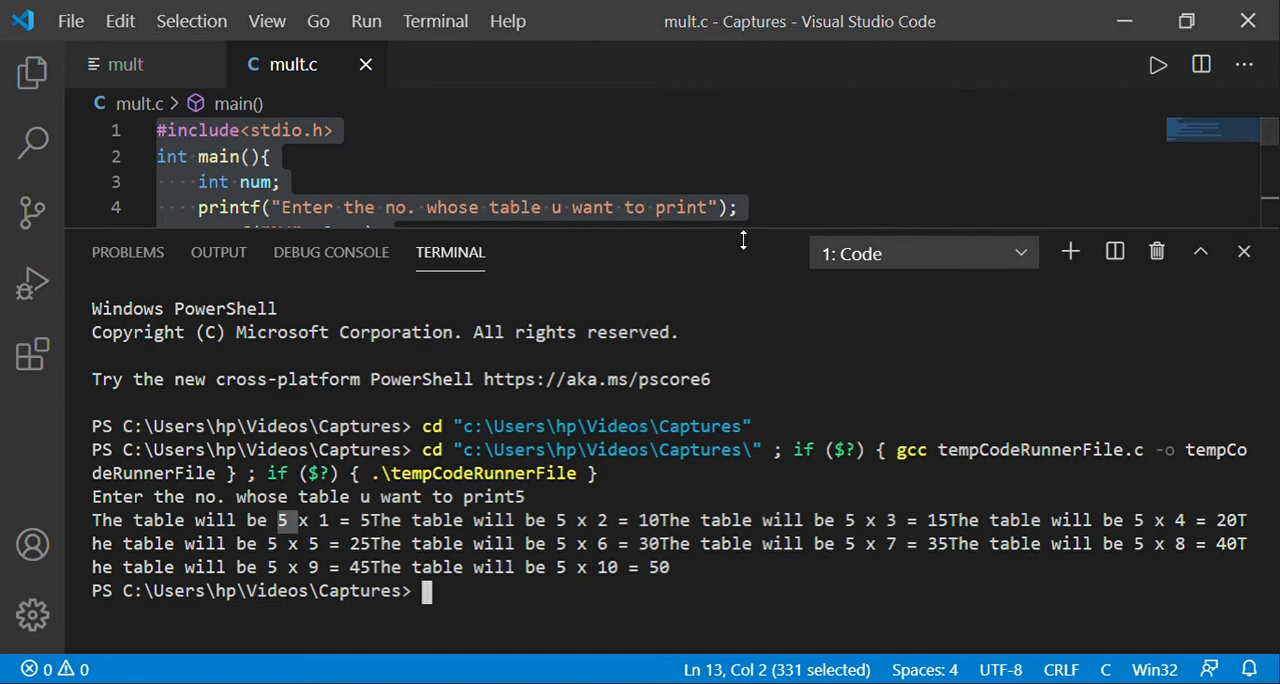 File Edit Selection View Go Run Terminal Help mult.c - Captures - Visual Studio Code
mult C mult.c
C mult.c > main()
1 #include<stdio.h>
2 int main(){
3 int num;
4 printf("Enter the no. whose table u want to print");
PROBLEMS OUTPUT DEBUG CONSOLE TERMINAL 1: Code
Windows PowerShell
Copyright (C) Microsoft Corporation. All rights reserved.
Try the new cross-platform PowerShell https://aka.ms/pscore6
PS C:\Users\hp\Videos\Captures> cd "c:\Users\hp\Videos\Captures"
PS C:\Users\hp\Videos\Captures> cd "c:\Users\hp\Videos\Captures\" ; if ($?) { gcc tempCodeRunnerFile.c -o tempCo
deRunnerFile } ; if ($?) { .\tempCodeRunnerFile }
Enter the no. whose table u want to print5
The table will be 5 x 1 = 5The table will be 5 x 2 = 10The table will be 5 x 3 = 15The table will be 5 x 4 = 20T
he table will be 5 x 5 = 25The table will be 5 x 6 = 30The table will be 5 x 7 = 35The table will be 5 x 8 = 40T
he table will be 5 x 9 = 45The table will be 5 x 10 = 50
PS C:\Users\hp\Videos\Captures>
0 0 Ln 13, Col 2 (331 selected) Spaces: 4 UTF-8 CRLF C Win32